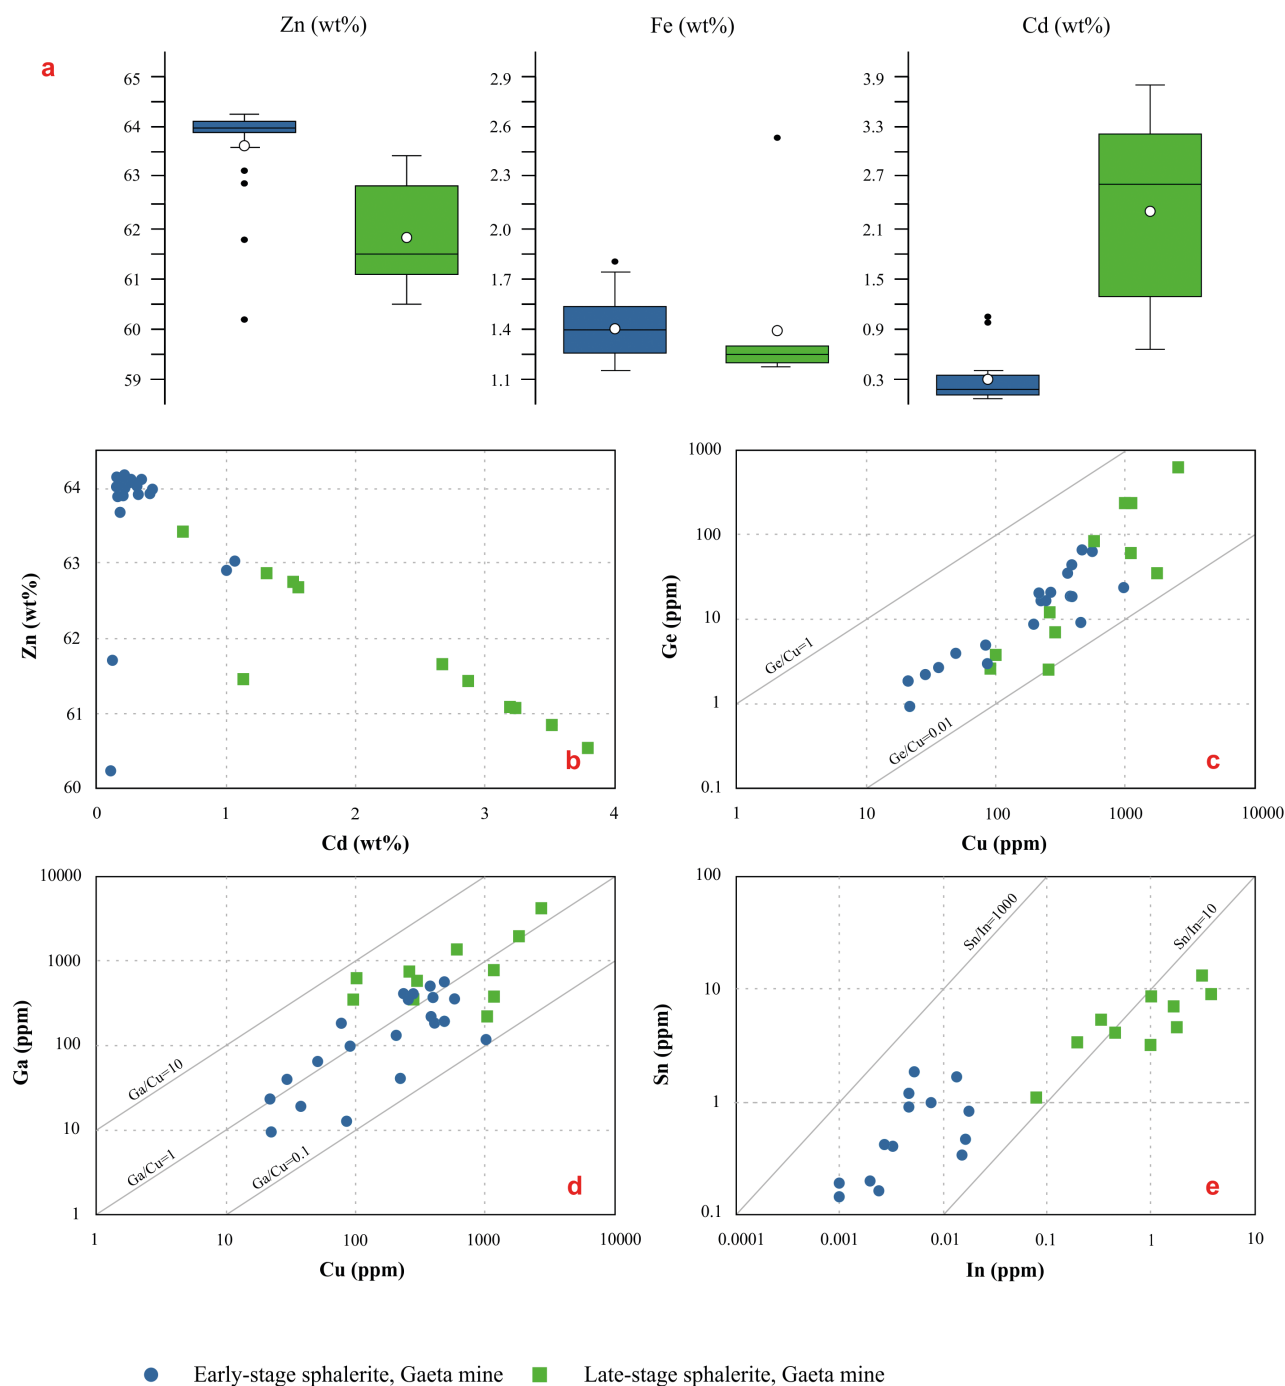 Zn (wt%) Fe (wt%) Cd (wt%)
a
65 2.9 3.9
64 2.6 3.3
63 2.3 2.7
62 2.0 2.1
61 1.7 1.5
60 1.4 0.9
59 1.1 0.3
64
63
62
61
60
Zn (wt%)
b
0 1 2 3 4
Cd (wt%)
1000
100
10
1
0.1
Ge (ppm)
Ge/Cu=1
Ge/Cu=0.01
c
1 10 100 1000 10000
Cu (ppm)
10000
1000
100
10
1
Ga (ppm)
Ga/Cu=10
Ga/Cu=1
Ga/Cu=0.1
d
1 10 100 1000 10000
Cu (ppm)
100
10
1
0.1
Sn (ppm)
Sn/In=1000
Sn/In=10
e
0.0001 0.001 0.01 0.1 1 10
In (ppm)
Early-stage sphalerite, Gaeta mine Late-stage sphalerite, Gaeta mine